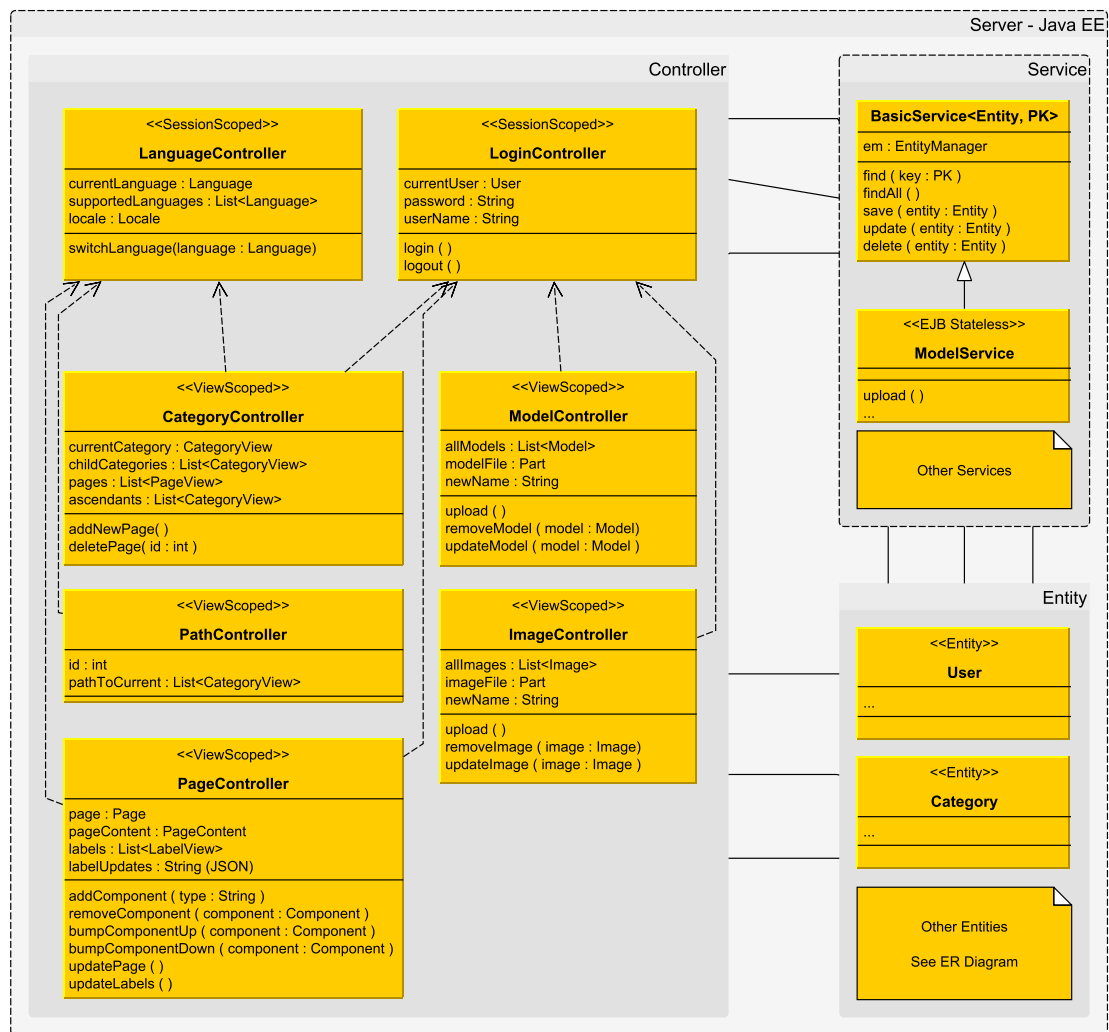 Server - Java EE
Controller
<<SessionScoped>>
LanguageController
currentLanguage : Language
supportedLanguages : List<Language>
locale : Locale
switchLanguage(language : Language)
<<SessionScoped>>
LoginController
currentUser : User
password : String
userName : String
login ( )
logout ( )
<<ViewScoped>>
CategoryController
currentCategory : CategoryView
childCategories : List<CategoryView>
pages : List<PageView>
ascendants : List<CategoryView>
addNewPage( )
deletePage( id : int )
<<ViewScoped>>
ModelController
allModels : List<Model>
modelFile : Part
newName : String
upload ( )
removeModel ( model : Model)
updateModel ( model : Model )
<<ViewScoped>>
PathController
id : int
pathToCurrent : List<CategoryView>
<<ViewScoped>>
ImageController
allImages : List<Image>
imageFile : Part
newName : String
upload ( )
removeImage ( image : Image)
updateImage ( image : Image )
<<ViewScoped>>
PageController
page : Page
pageContent : PageContent
labels : List<LabelView>
labelUpdates : String (JSON)
addComponent ( type : String )
removeComponent ( component : Component )
bumpComponentUp ( component : Component )
bumpComponentDown ( component : Component )
updatePage ( )
updateLabels ( )
Service
BasicService<Entity, PK>
em : EntityManager
find ( key : PK )
findAll ( )
save ( entity : Entity )
update ( entity : Entity )
delete ( entity : Entity )
<<EJB Stateless>>
ModelService
upload ( )
...
Other Services
Entity
<<Entity>>
User
...
<<Entity>>
Category
...
Other Entities
See ER Diagram